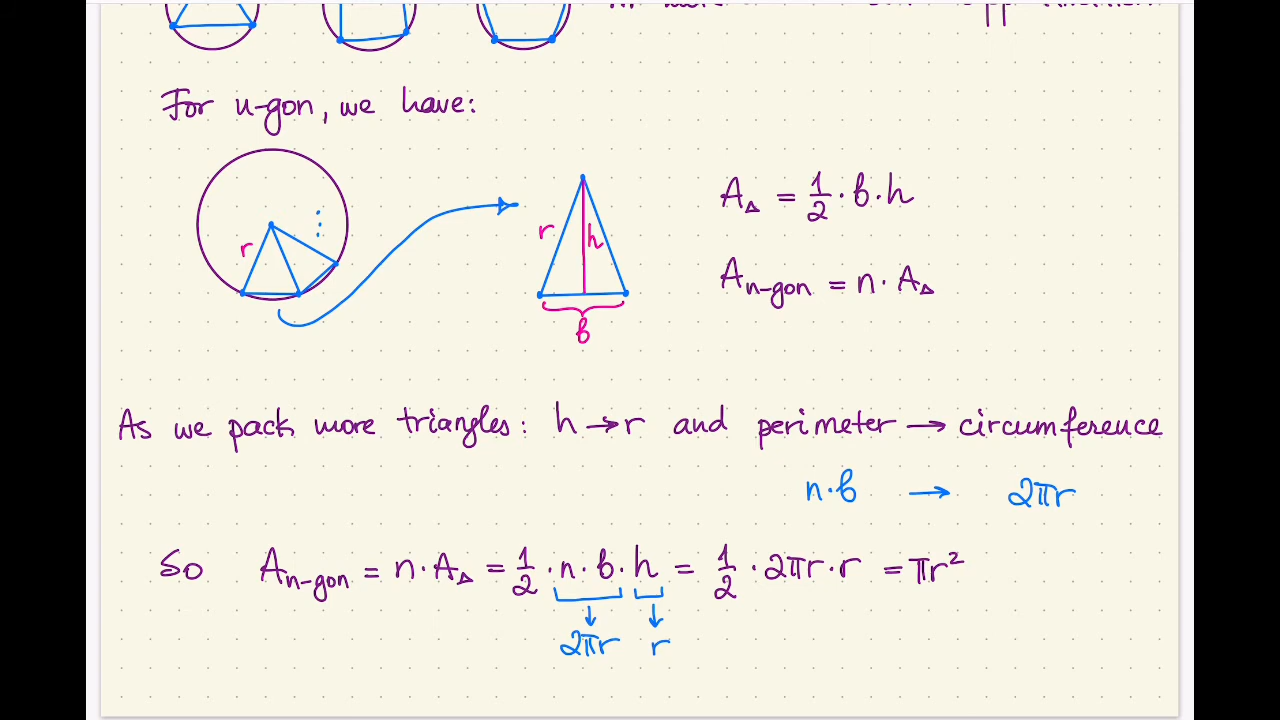 For n-gon, we have:
r
r
h
b
A△ = 1/2 · b · h
An-gon = n · A△
As we pack more triangles: h → r and perimeter → circumference
n · b → 2πr
So An-gon = n · A△ = 1/2 · n · b · h = 1/2 · 2πr · r = πr²
2πr r